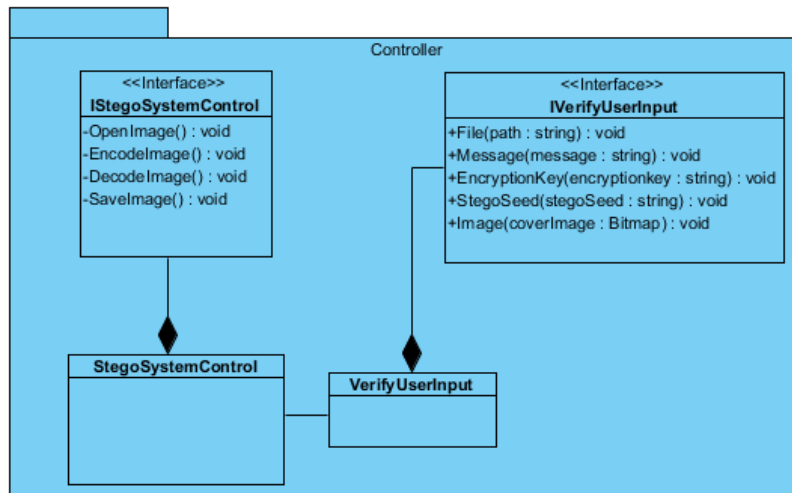 Controller
<<Interface>>
IStegoSystemControl
-OpenImage() : void
-EncodeImage() : void
-DecodeImage() : void
-SaveImage() : void
<<Interface>>
IVerifyUserInput
+File(path : string) : void
+Message(message : string) : void
+EncryptionKey(encryptionkey : string) : void
+StegoSeed(stegoSeed : string) : void
+Image(coverImage : Bitmap) : void
StegoSystemControl
VerifyUserInput